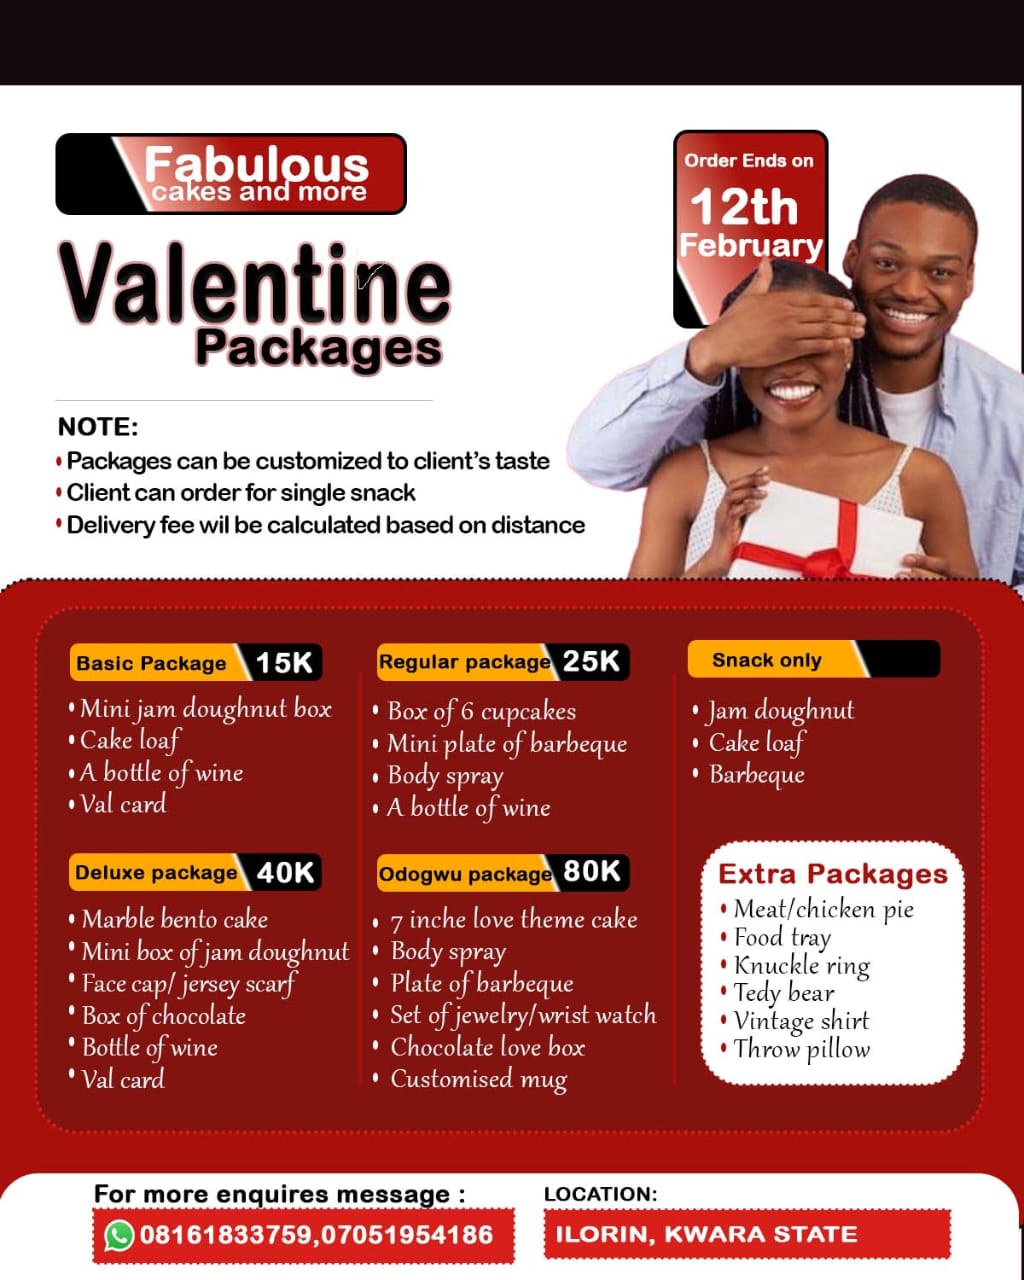 Fabulous
cakes and more
Order Ends on
12th
February
Valentine
Packages
NOTE:
• Packages can be customized to client's taste
• Client can order for single snack
• Delivery fee wil be calculated based on distance
Basic Package 15K
• Mini jam doughnut box
• Cake loaf
• A bottle of wine
• Val card
Regular package 25K
• Box of 6 cupcakes
• Mini plate of barbeque
• Body spray
• A bottle of wine
Snack only
• Jam doughnut
• Cake loaf
• Barbeque
Deluxe package 40K
• Marble bento cake
• Mini box of jam doughnut
• Face cap/ jersey scarf
• Box of chocolate
• Bottle of wine
• Val card
Odogwu package 80K
• 7 inche love theme cake
• Body spray
• Plate of barbeque
• Set of jewelry/wrist watch
• Chocolate love box
• Customised mug
Extra Packages
• Meat/chicken pie
• Food tray
• Knuckle ring
• Tedy bear
• Vintage shirt
• Throw pillow
For more enquires message :
08161833759,07051954186
LOCATION:
ILORIN, KWARA STATE